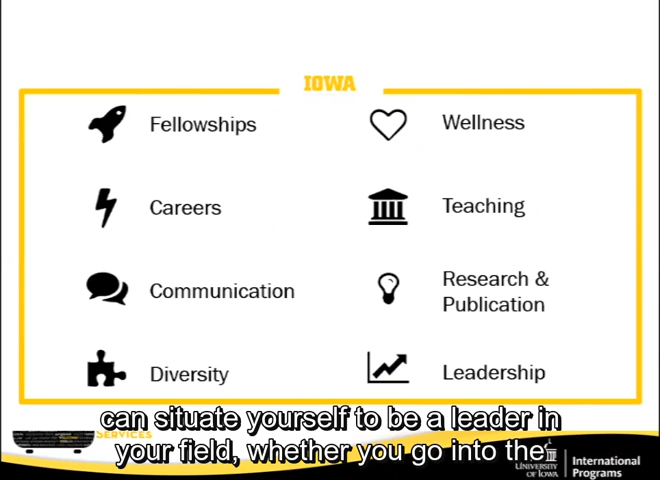 IOWA
Fellowships
Wellness
Careers
Teaching
Communication
Research &
Publication
Diversity
Leadership
can situate yourself to be a leader in
your field, whether you go into the
SERVICES
UNIVERSITY
OF IOWA
International
Programs